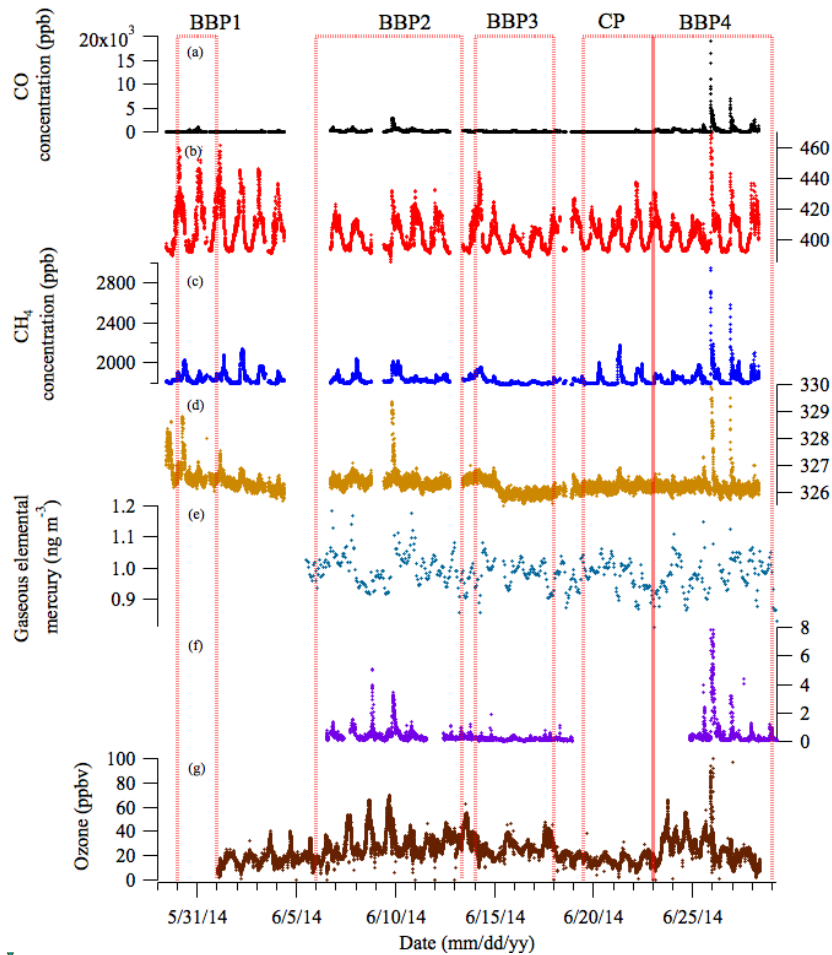 BBP1 BBP2 BBP3 CP BBP4
CO
concentration (ppb)
20x10³
15
10
5
0
(a)
(b)
460
440
420
400
CH₄
concentration (ppb)
2800
2400
2000
(c)
330
329
328
327
326
(d)
Gaseous elemental
mercury (ng m⁻³)
1.2
1.1
1.0
0.9
(e)
8
6
4
2
0
(f)
Ozone (ppbv)
100
80
60
40
20
0
(g)
5/31/14 6/5/14 6/10/14 6/15/14 6/20/14 6/25/14
Date (mm/dd/yy)